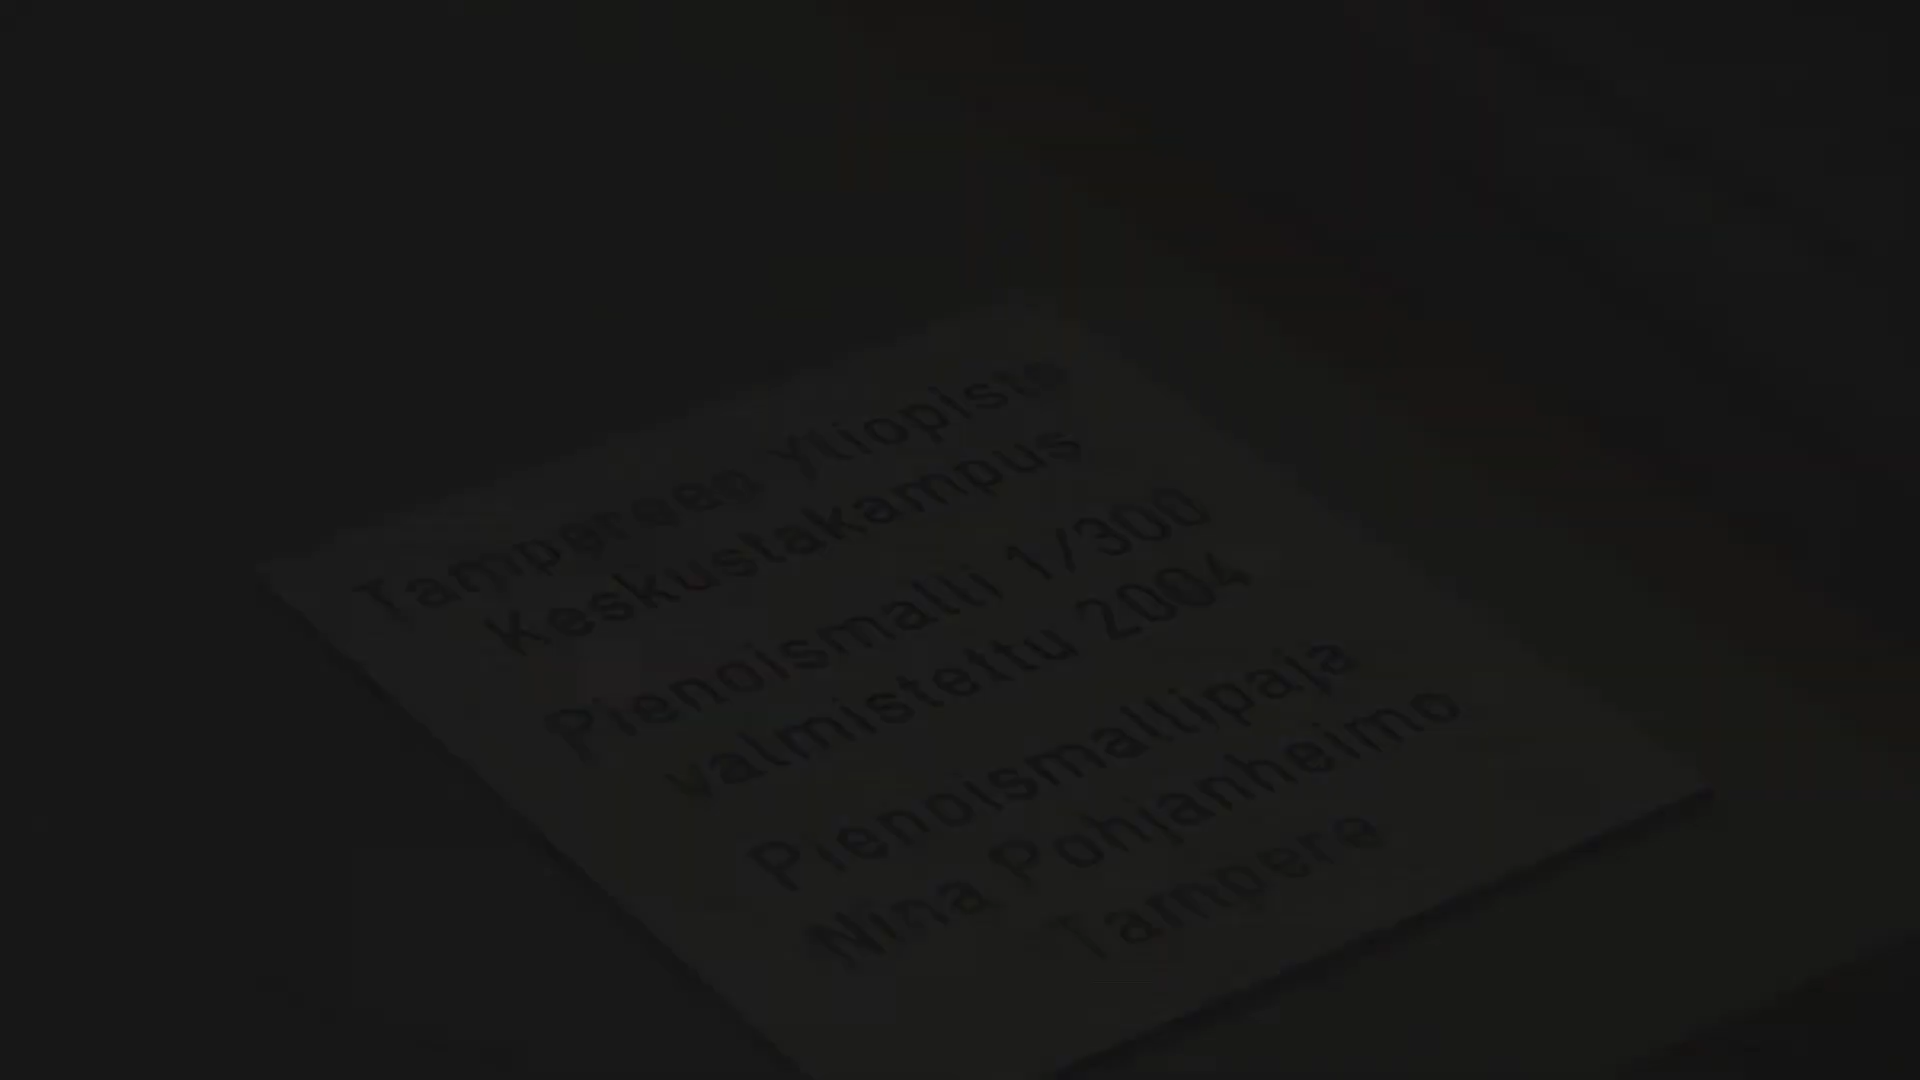 Tampereen yliopisto
Keskustakampus
Pienoismalli 1/300
valmistettu 2004
Pienoismallipaja
Nina Pohjanheimo
Tampere